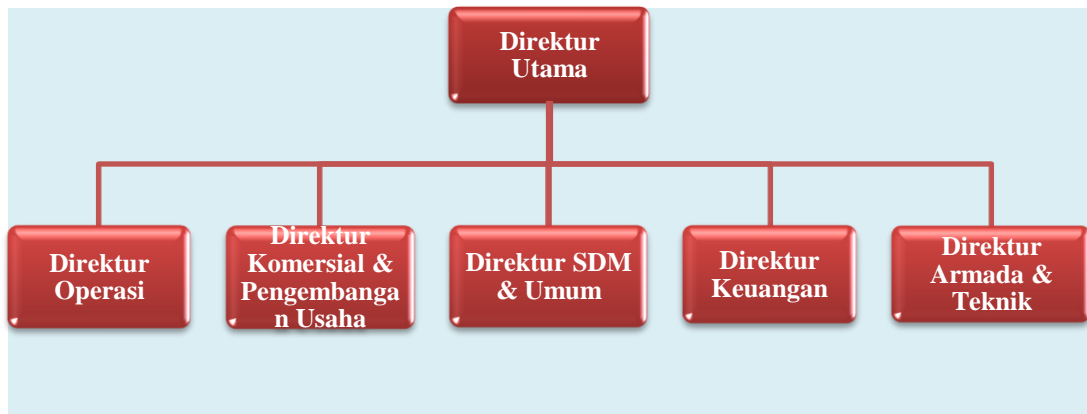 Direktur
Utama
Direktur
Operasi
Direktur
Komersial &
Pengembanga
n Usaha
Direktur SDM
& Umum
Direktur
Keuangan
Direktur
Armada &
Teknik